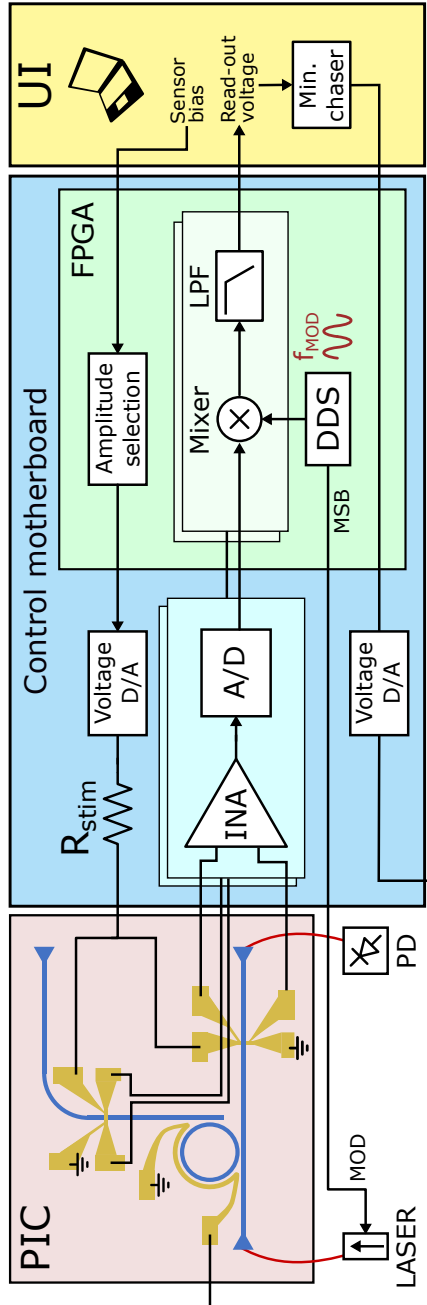 UI
Sensor
bias
Read-out
voltage
Min.
chaser
Control motherboard
FPGA
Amplitude
selection
Mixer
LPF
fMOD
DDS
MSB
Voltage
D/A
Rstim
A/D
INA
Voltage
D/A
PIC
PD
MOD
LASER